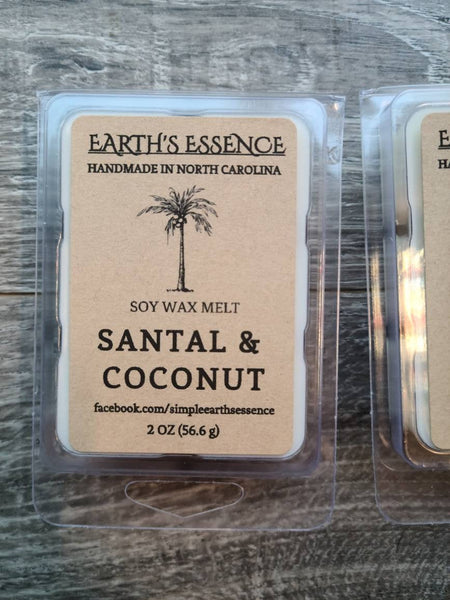 EARTH'S ESSENCE
HANDMADE IN NORTH CAROLINA
SOY WAX MELT
SANTAL &
COCONUT
facebook.com/simpleearthsessence
2 OZ (56.6 g)